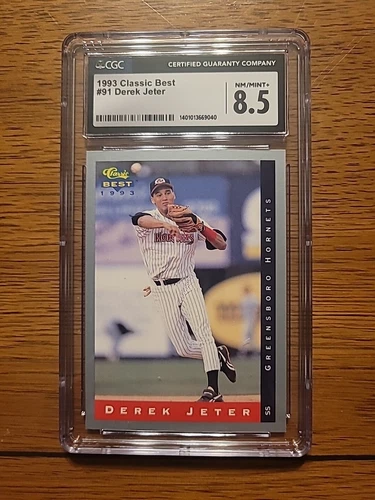 CGC
CERTIFIED GUARANTY COMPANY
1993 Classic Best
#91 Derek Jeter
NM/MINT+
8.5
1401013669040
Classic
BEST
1993
GREENSBORO HORNETS
SS
DEREK JETER